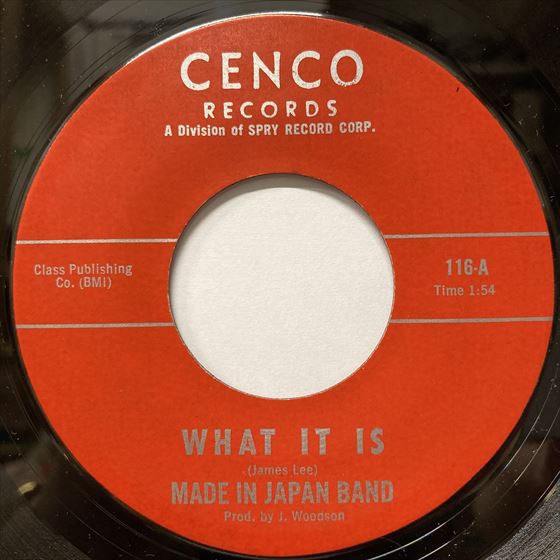 CENCO
RECORDS
A Division of SPRY RECORD CORP.
Class Publishing
Co. (BMI)
116-A
Time 1:54
WHAT IT IS
(James Lee)
MADE IN JAPAN BAND
Prod. by J. Woodson